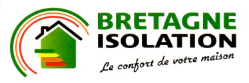 BRETAGNE
ISOLATION
Le confort de votre maison